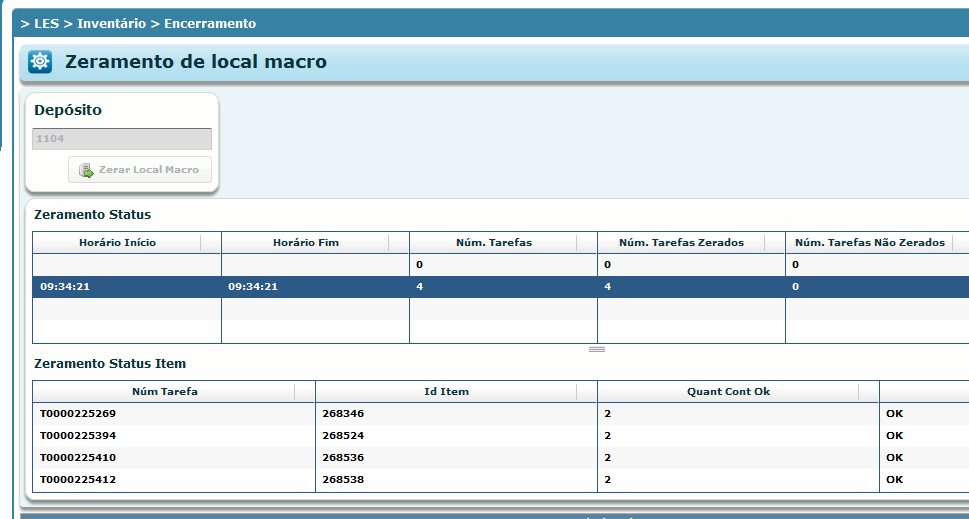 > LES > Inventário > Encerramento
Zeramento de local macro
Depósito
1104
Zerar Local Macro
Zeramento Status
Horário Início Horário Fim Núm. Tarefas Núm. Tarefas Zerados Núm. Tarefas Não Zerados
0 0 0
09:34:21 09:34:21 4 4 0
Zeramento Status Item
Núm Tarefa Id Item Quant Cont Ok
T0000225269 268346 2 OK
T0000225394 268524 2 OK
T0000225410 268536 2 OK
T0000225412 268538 2 OK